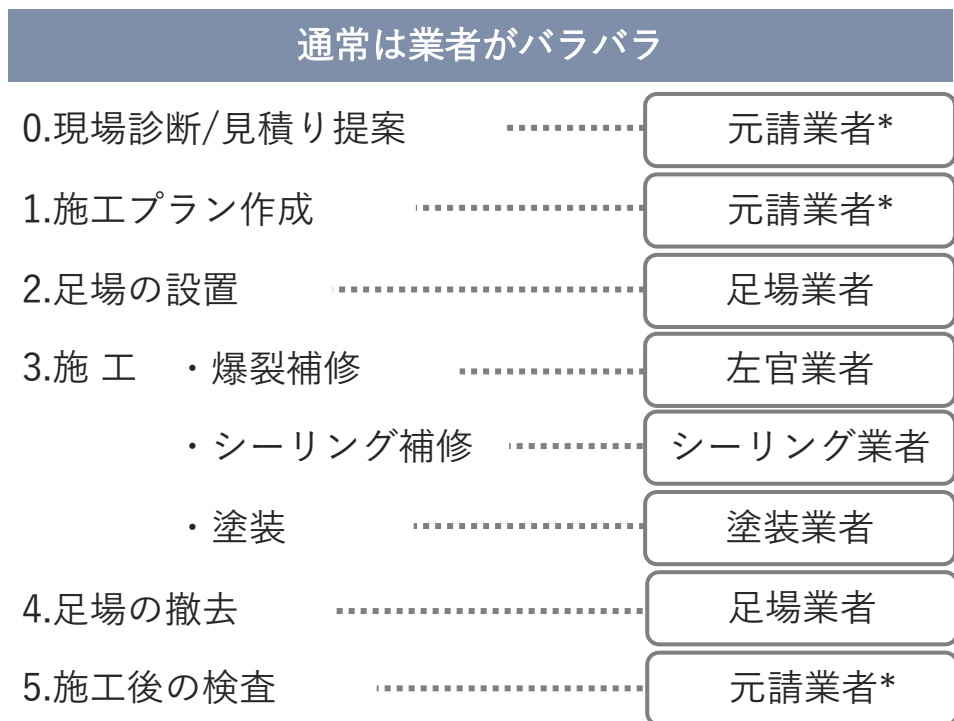 通常は業者がバラバラ
0.現場診断/見積り提案 元請業者*
1.施工プラン作成 元請業者*
2.足場の設置 足場業者
3.施 工 ・爆裂補修 左官業者
・シーリング補修 シーリング業者
・塗装 塗装業者
4.足場の撤去 足場業者
5.施工後の検査 元請業者*